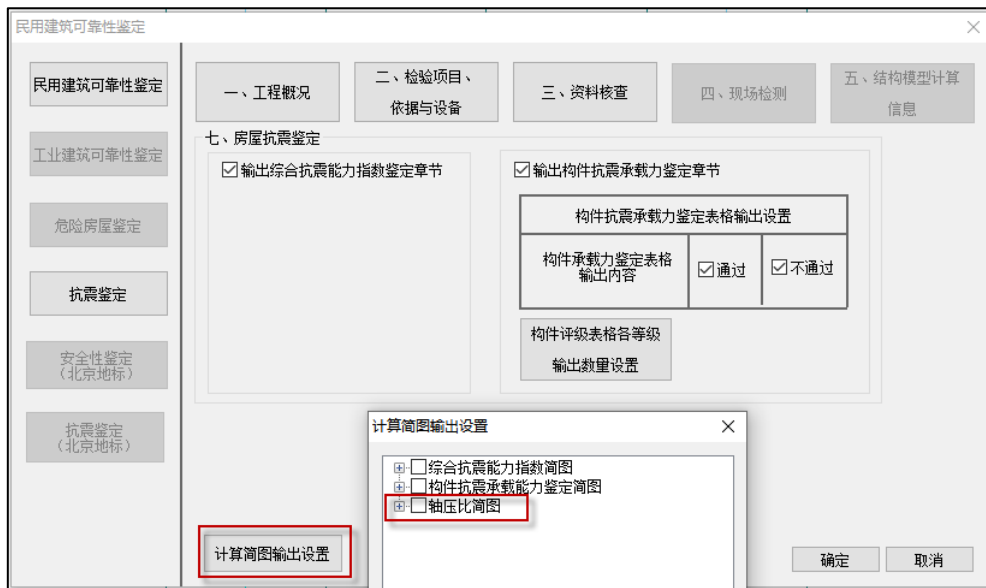 民用建筑可靠性鉴定
民用建筑可靠性鉴定
工业建筑可靠性鉴定
危险房屋鉴定
抗震鉴定
安全性鉴定
（北京地标）
抗震鉴定
（北京地标）
一、工程概况
二、检验项目、
依据与设备
三、资料核查
四、现场检测
五、结构模型计算
信息
七、房屋抗震鉴定
输出综合抗震能力指数鉴定章节
输出构件抗震承载力鉴定章节
构件抗震承载力鉴定表格输出设置
构件承载力鉴定表格
输出内容
通过
不通过
构件评级表格各等级
输出数量设置
计算简图输出设置
计算简图输出设置
综合抗震能力指数简图
构件抗震承载能力鉴定简图
轴压比简图
确定
取消